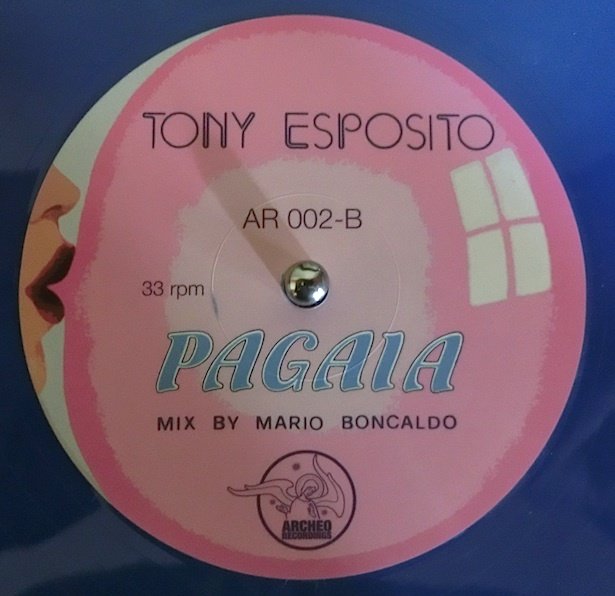 TONY ESPOSITO
AR 002-B
33 rpm
PAGAIA
MIX BY MARIO BONCALDO
ARCHEO
RECORDINGS